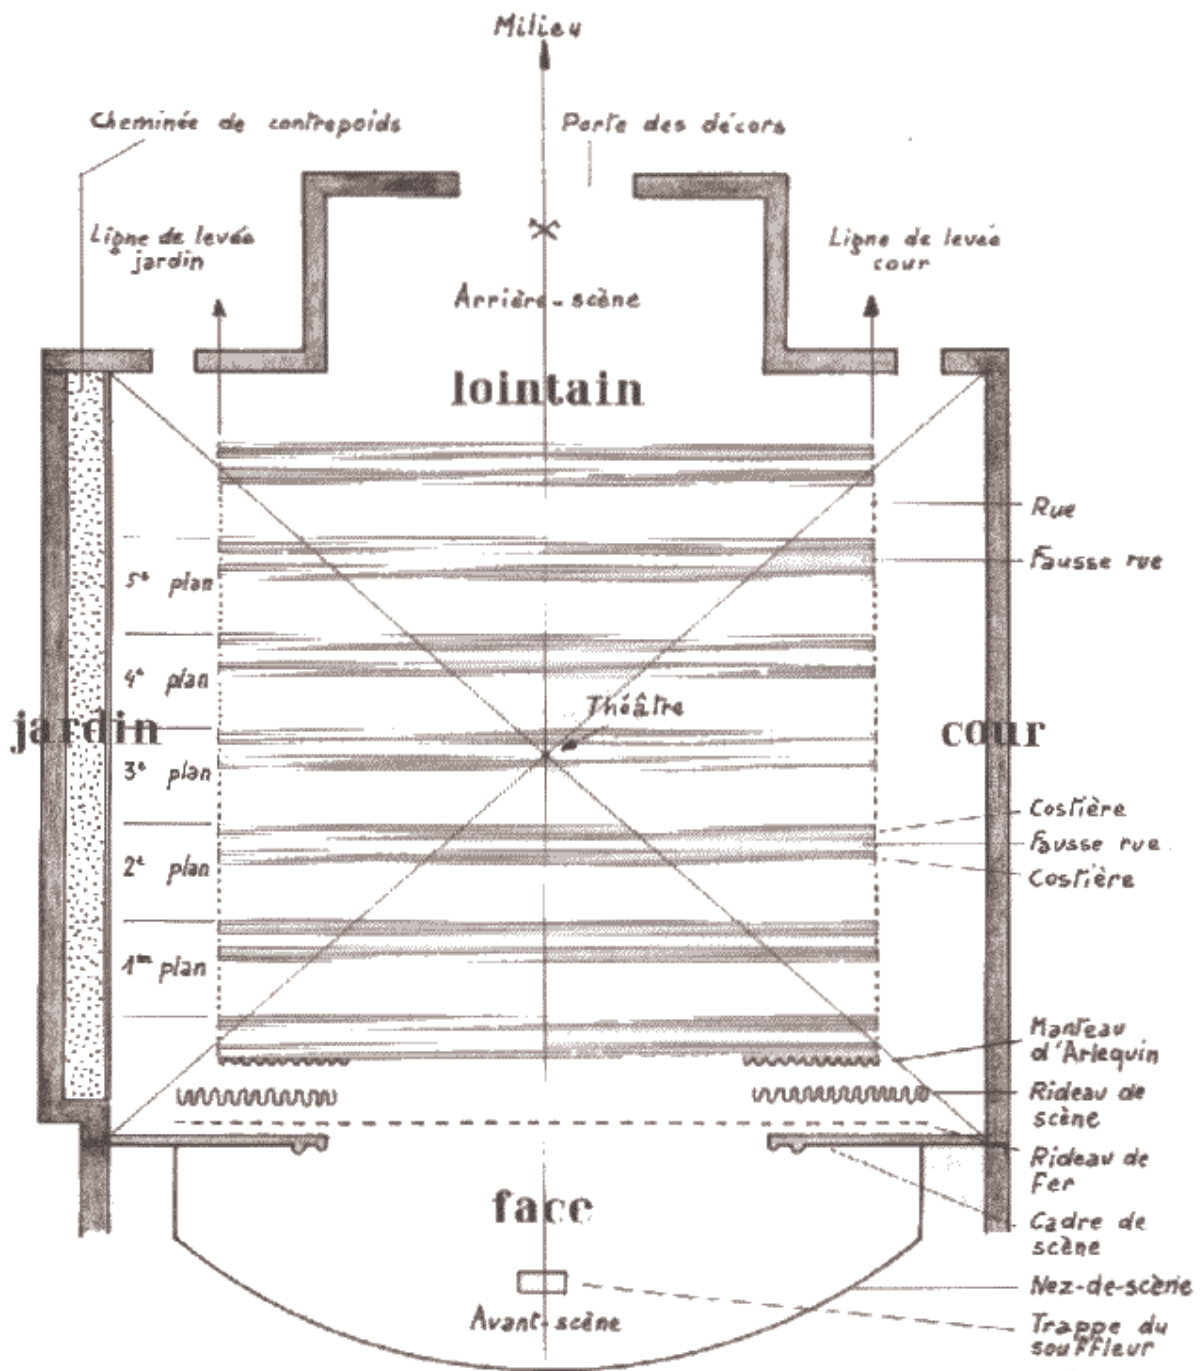 Milieu
Cheminée de contrepoids
Porte des décors
Ligne de levée
jardin
Ligne de levée
cour
Arrière-scène
lointain
Rue
Fausse rue
5e plan
4e plan
Théâtre
jardin
cour
3e plan
Costière
Fausse rue
Costière
2e plan
1er plan
Manteau
d'Arlequin
Rideau de
scène
Rideau de
Fer
face
Cadre de
scène
Nez-de-scène
Avant-scène
Trappe du
souffleur